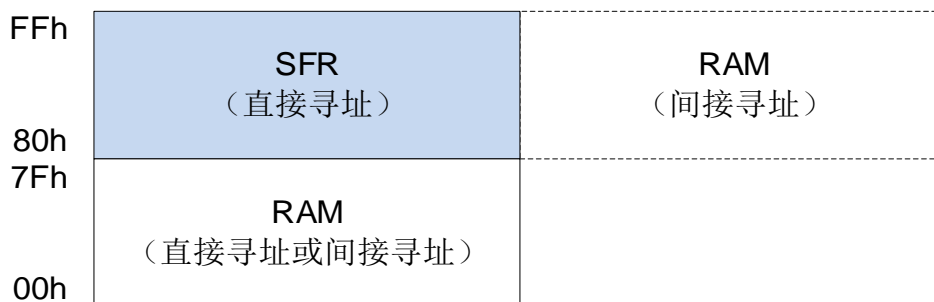 FFh
SFR
（直接寻址）
RAM
（间接寻址）
80h
7Fh
RAM
（直接寻址或间接寻址）
00h